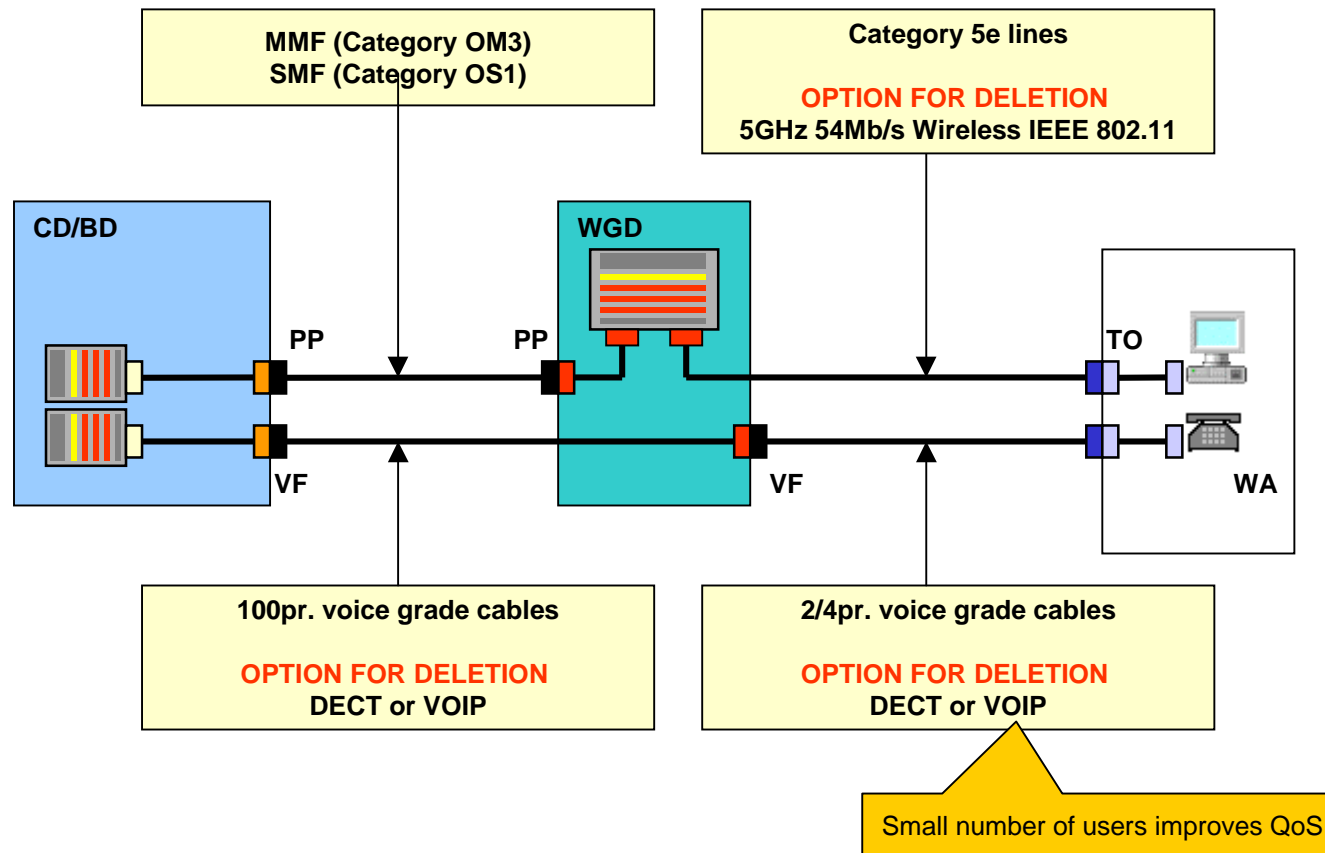 MMF (Category OM3)
SMF (Category OS1)
Category 5e lines
OPTION FOR DELETION
5GHz 54Mb/s Wireless IEEE 802.11
CD/BD
WGD
PP
PP
TO
VF
VF
WA
100pr. voice grade cables
OPTION FOR DELETION
DECT or VOIP
2/4pr. voice grade cables
OPTION FOR DELETION
DECT or VOIP
Small number of users improves QoS